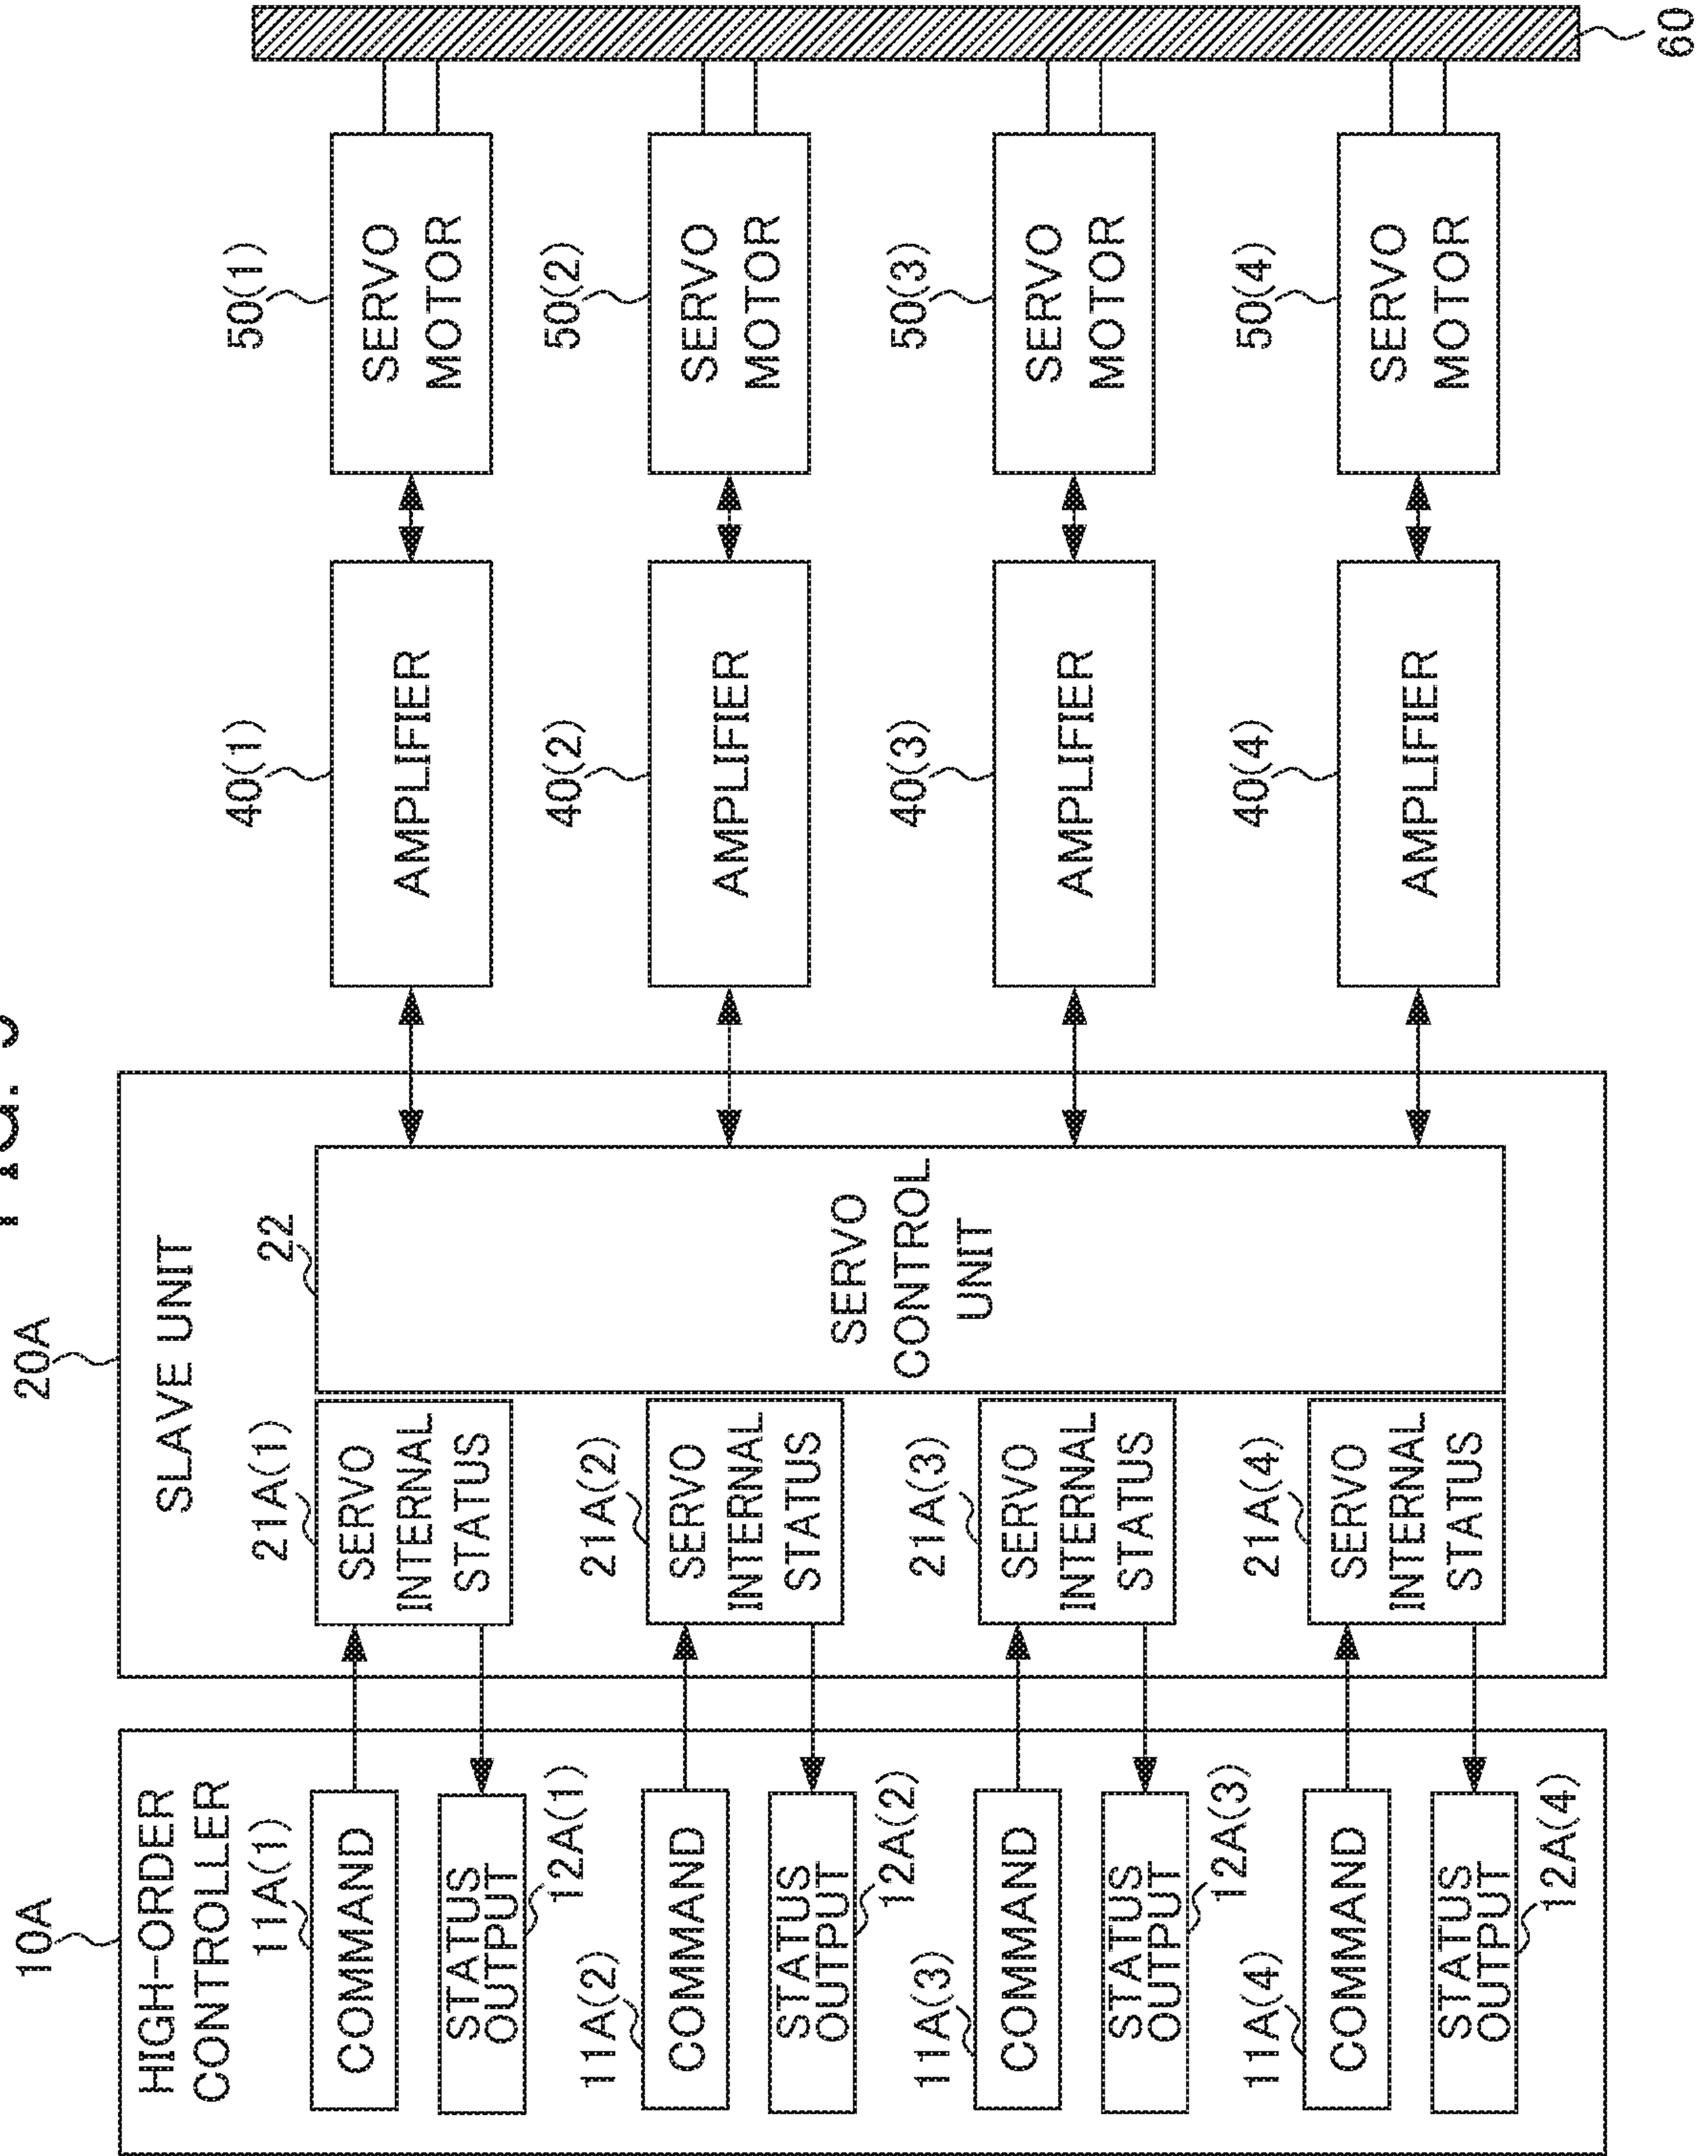 10A
HIGH-ORDER
CONTROLLER
11A(1)
COMMAND
STATUS
OUTPUT
12A(1)
11A(2)
COMMAND
STATUS
OUTPUT
12A(2)
11A(3)
COMMAND
STATUS
OUTPUT
12A(3)
11A(4)
COMMAND
STATUS
OUTPUT
12A(4)
20A
SLAVE UNIT
21A(1)
SERVO
INTERNAL
STATUS
21A(2)
SERVO
INTERNAL
STATUS
21A(3)
SERVO
INTERNAL
STATUS
21A(4)
SERVO
INTERNAL
STATUS
22
SERVO
CONTROL
UNIT
40(1)
AMPLIFIER
40(2)
AMPLIFIER
40(3)
AMPLIFIER
40(4)
AMPLIFIER
50(1)
SERVO
MOTOR
50(2)
SERVO
MOTOR
50(3)
SERVO
MOTOR
50(4)
SERVO
MOTOR
60